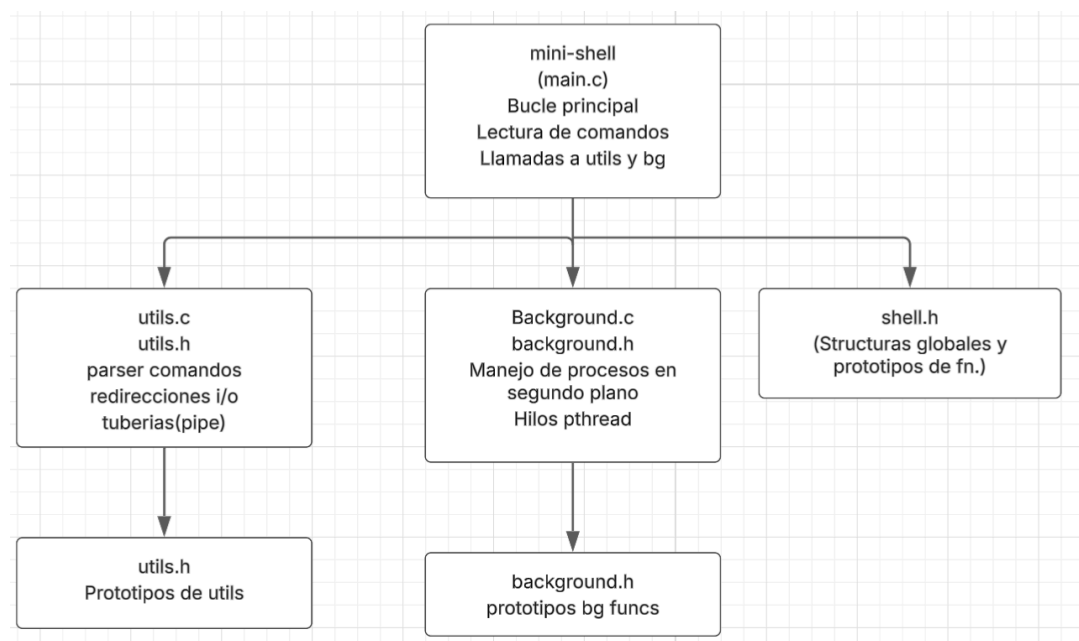 mini-shell
(main.c)
Bucle principal
Lectura de comandos
Llamadas a utils y bg
utils.c
utils.h
parser comandos
redirecciones i/o
tuberias(pipe)
Background.c
background.h
Manejo de procesos en
segundo plano
Hilos pthread
shell.h
(Structuras globales y
prototipos de fn.)
utils.h
Prototipos de utils
background.h
prototipos bg funcs